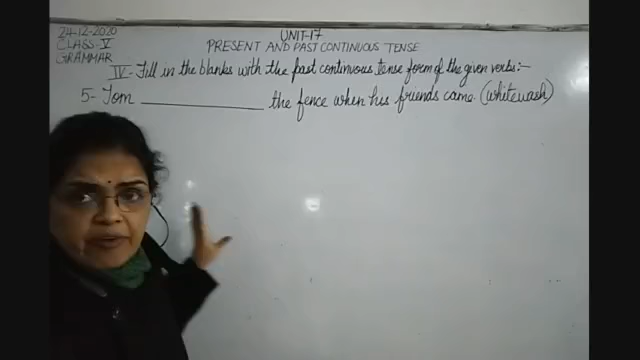 24-12-2020
CLASS-V
GRAMMAR
UNIT-17
PRESENT AND PAST CONTINUOUS TENSE
IV- Fill in the blanks with the past continuous tense form of the given verbs:-
5- Tom ____________ the fence when his friends came. (whitewash)